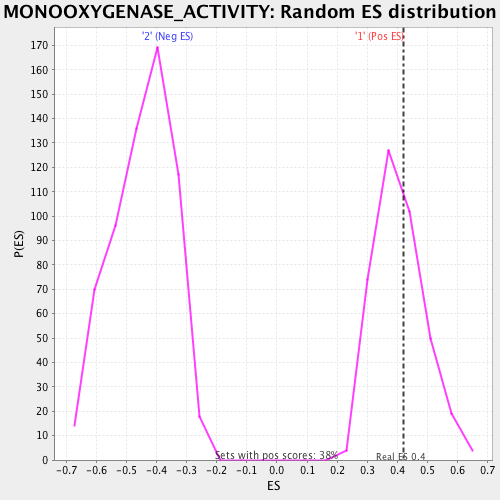 MONOOXYGENASE_ACTIVITY: Random ES distribution
'2' (Neg ES)
'1' (Pos ES)
170
160
150
140
130
120
110
100
90
80
70
60
50
40
30
20
10
0
P(ES)
Sets with pos scores: 38%
Real ES 0.4
-0.7 -0.6 -0.5 -0.4 -0.3 -0.2 -0.1 0.0 0.1 0.2 0.3 0.4 0.5 0.6 0.7
ES